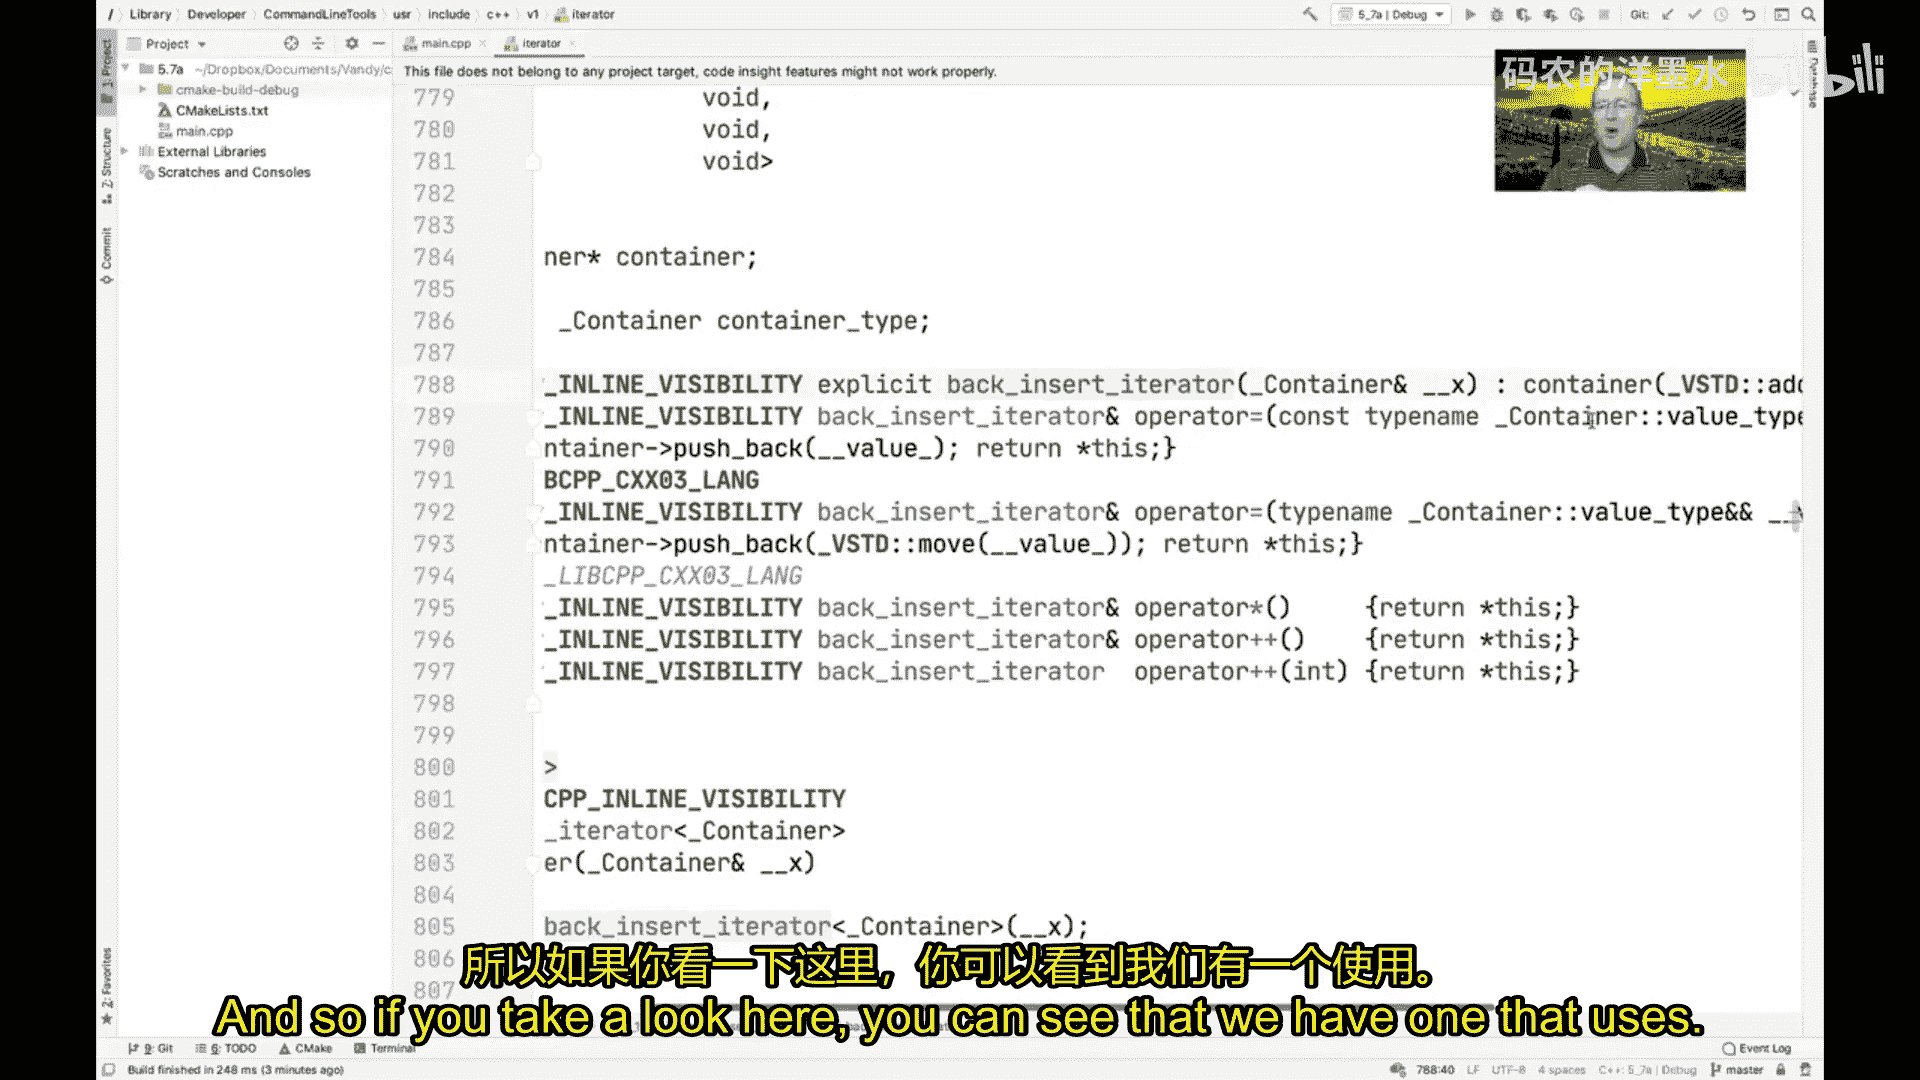 / Library Developer CommandLineTools usr include c++ v1 iterator
5_7a | Debug
Git:
Project
main.cpp
iterator
5.7a ~/Dropbox/Documents/Vandy/c
cmake-build-debug
CMakeLists.txt
main.cpp
External Libraries
Scratches and Consoles
1: Project
7: Structure
Commit
2: Favorites
Database
码农的洋墨水
bilibili
This file does not belong to any project target, code insight features might not work properly.
779 void,
780 void,
781 void>
782
783
784 ner* container;
785
786 _Container container_type;
787
788 _INLINE_VISIBILITY explicit back_insert_iterator(_Container& __x) : container(_VSTD::add
789 _INLINE_VISIBILITY back_insert_iterator& operator=(const typename _Container::value_type
790 ntainer->push_back(__value_); return *this;}
791 BCPP_CXX03_LANG
792 _INLINE_VISIBILITY back_insert_iterator& operator=(typename _Container::value_type&& __v
793 ntainer->push_back(_VSTD::move(__value_)); return *this;}
794 _LIBCPP_CXX03_LANG
795 _INLINE_VISIBILITY back_insert_iterator& operator*() {return *this;}
796 _INLINE_VISIBILITY back_insert_iterator& operator++() {return *this;}
797 _INLINE_VISIBILITY back_insert_iterator operator++(int) {return *this;}
798
799
800 >
801 CPP_INLINE_VISIBILITY
802 _iterator<_Container>
803 er(_Container& __x)
804
805 back_insert_iterator<_Container>(__x);
806
807
所以如果你看一下这里，你可以看到我们有一个使用。
And so if you take a look here, you can see that we have one that uses.
9: Git 6: TODO CMake Terminal
Event Log
Build finished in 248 ms (3 minutes ago)
788:40 LF UTF-8 4 spaces C++: 5_7a | Debug master